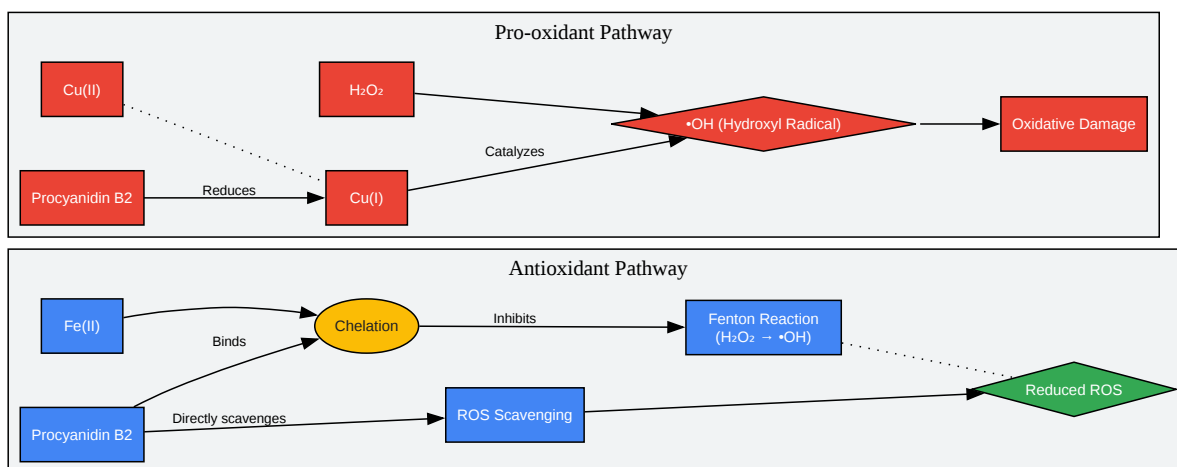 Pro-oxidant Pathway
Cu(II)
H₂O₂
•OH (Hydroxyl Radical)
Oxidative Damage
Catalyzes
Procyanidin B2
Reduces
Cu(I)
Antioxidant Pathway
Fe(II)
Chelation
Inhibits
Fenton Reaction
(H₂O₂ → •OH)
Binds
Reduced ROS
Procyanidin B2
Directly scavenges
ROS Scavenging